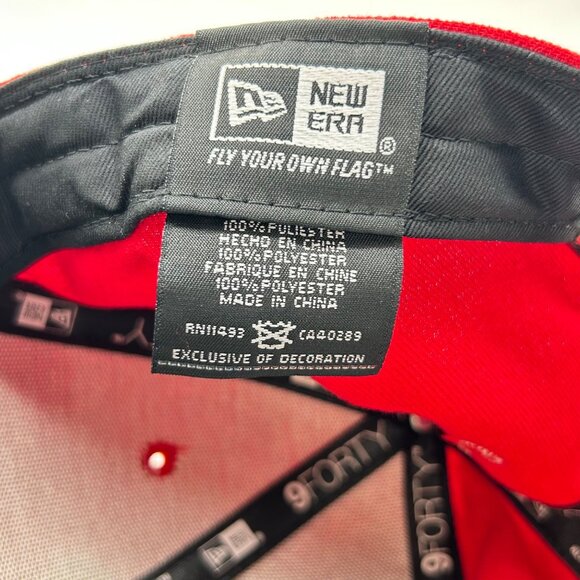 NEW
ERA
®
FLY YOUR OWN FLAG™
100% POLIESTER
HECHO EN CHINA
100% POLYESTER
FABRIQUE EN CHINE
100% POLYESTER
MADE IN CHINA
RN11493 CA40289
EXCLUSIVE OF DECORATION
9FORTY
9FORTY